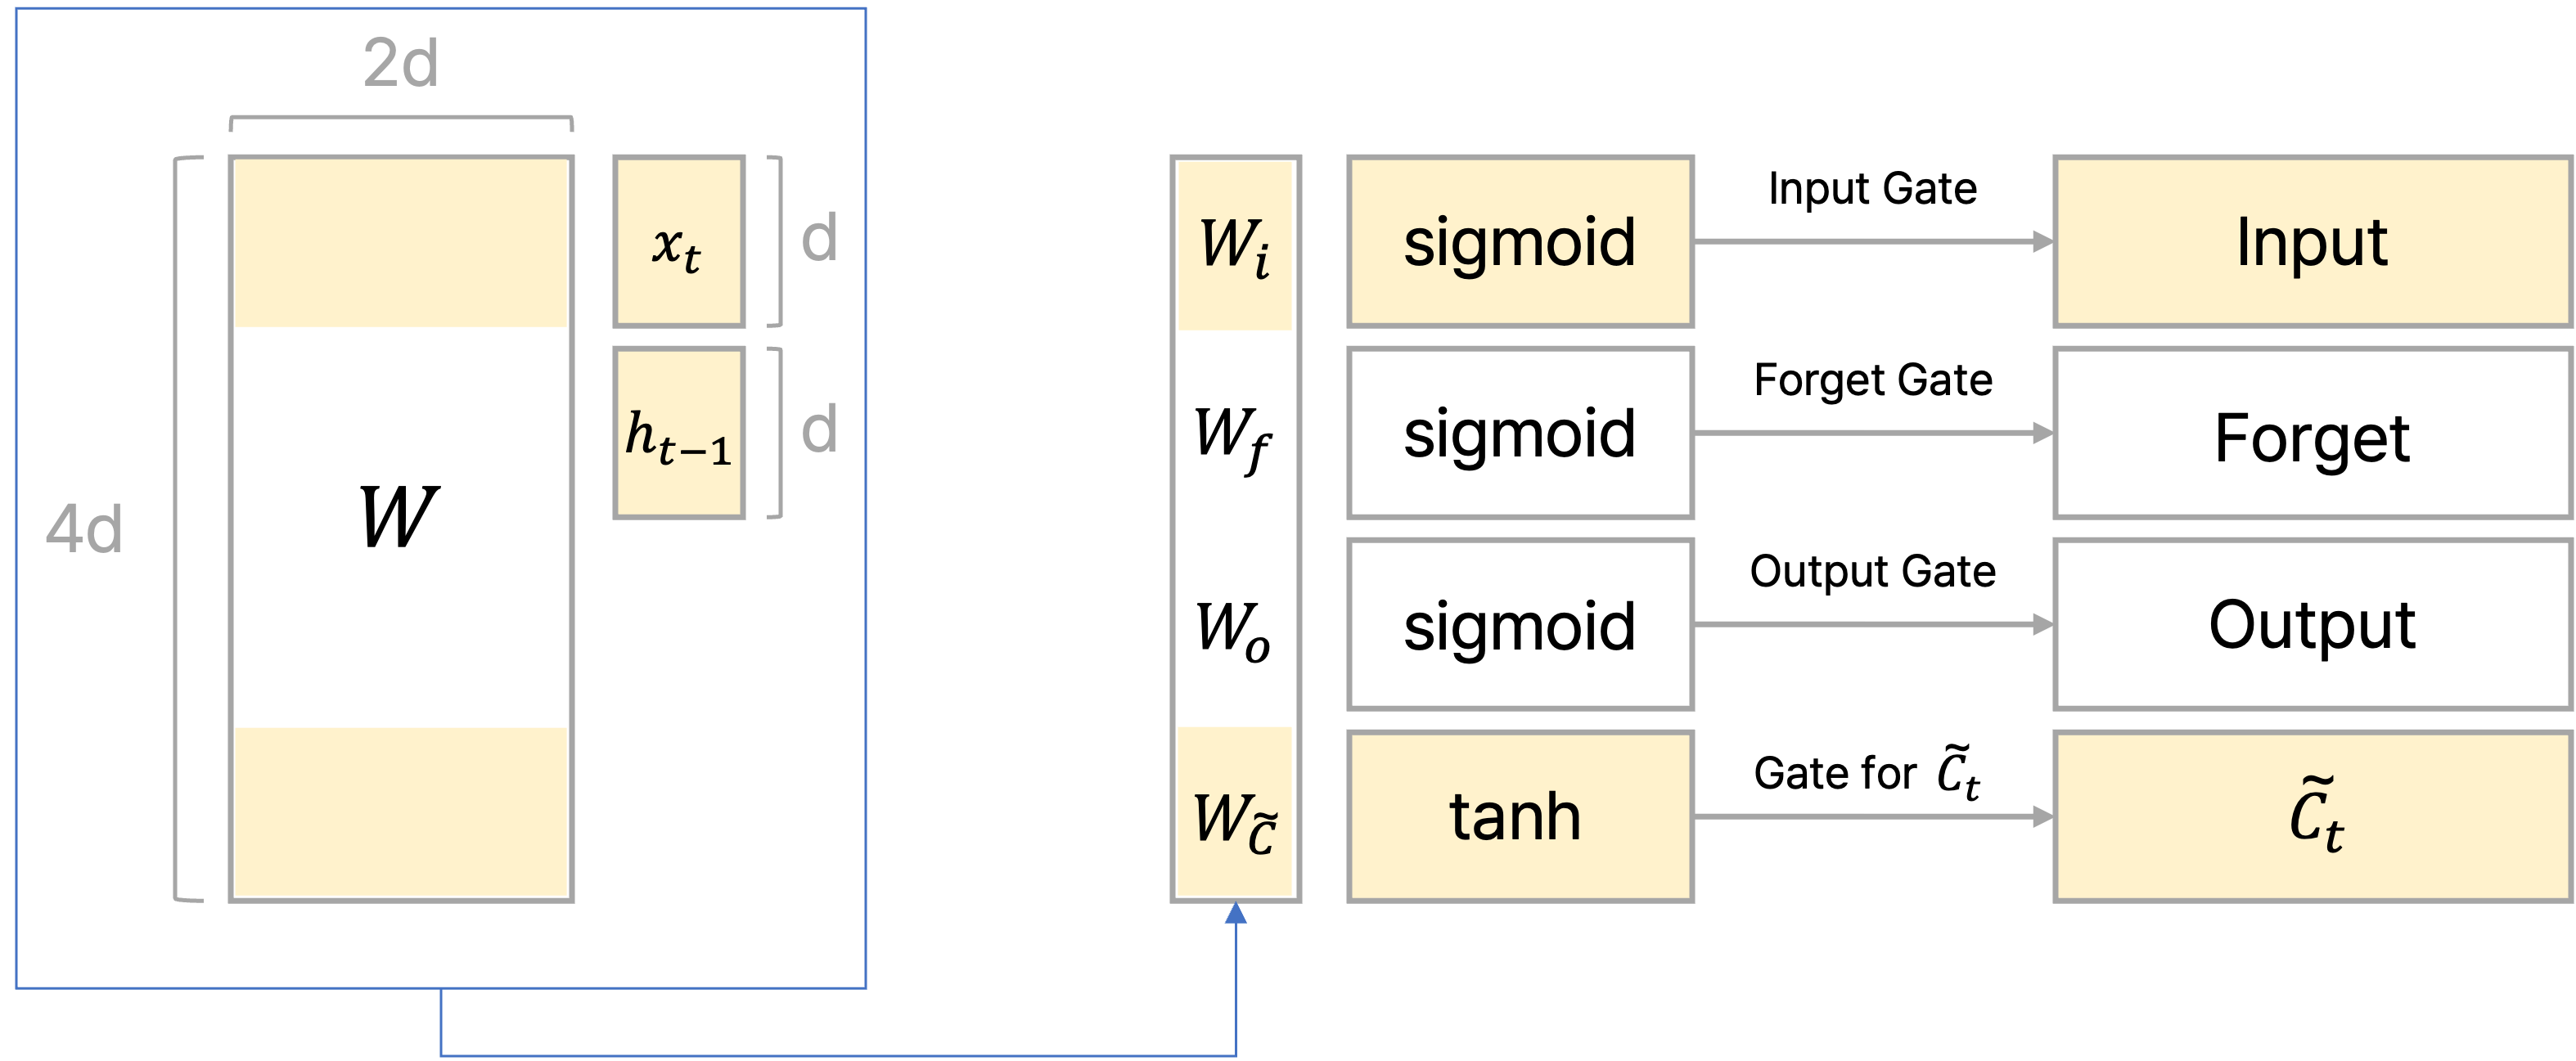 2d
4d
W
x_t
d
h_{t−1}
d
W_i
sigmoid
Input Gate
Input
W_f
sigmoid
Forget Gate
Forget
W_o
sigmoid
Output Gate
Output
W_{C̃}
tanh
Gate for C̃_t
C̃_t